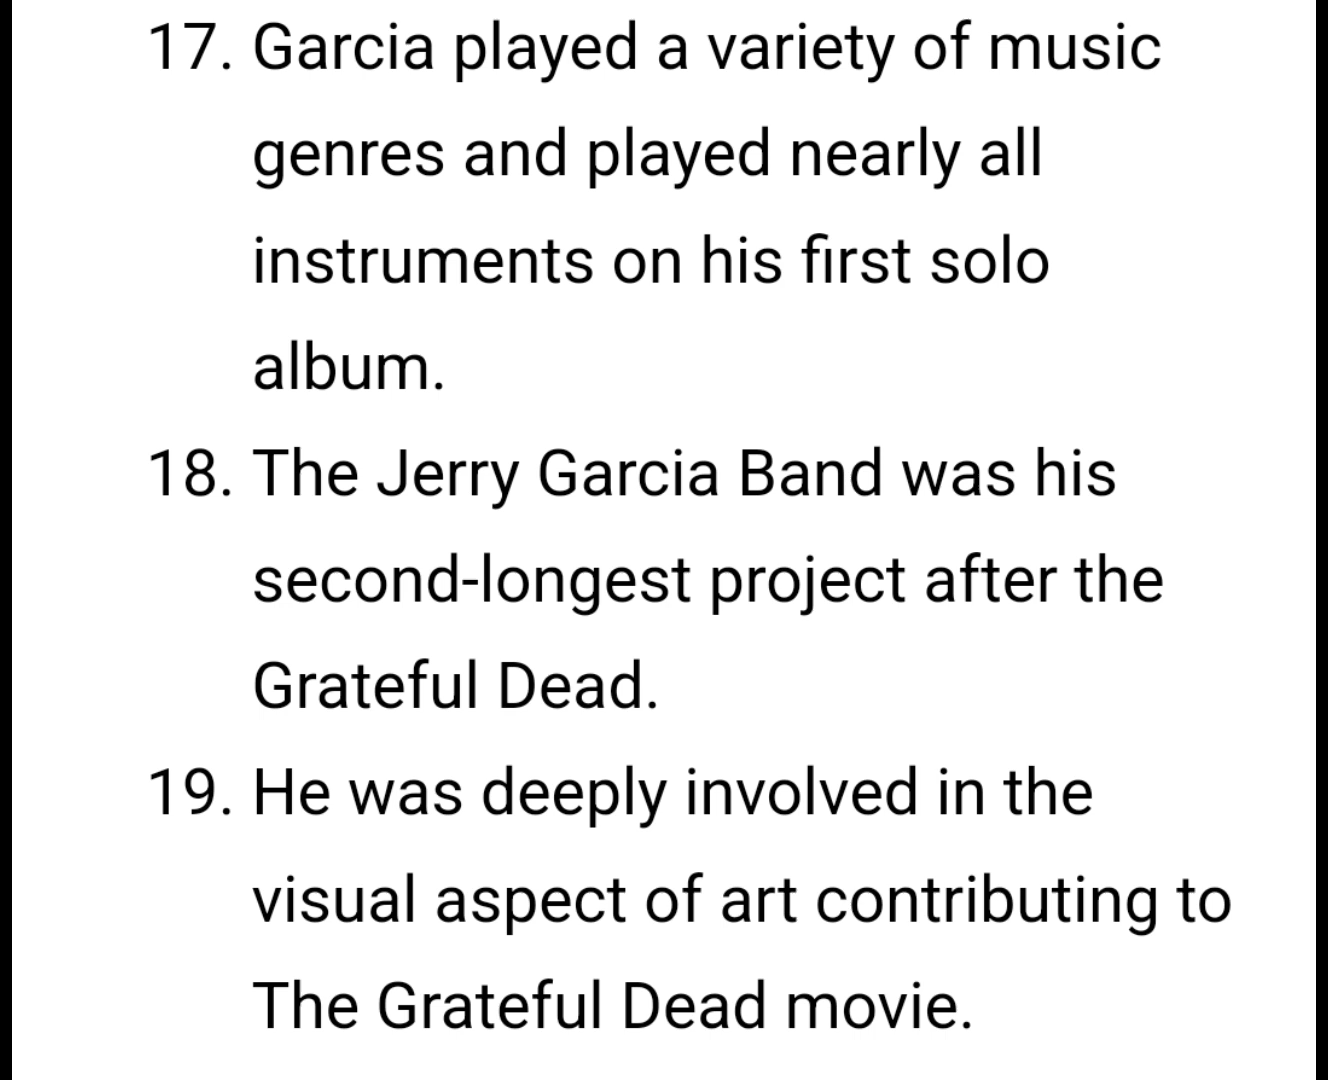 17. Garcia played a variety of music
genres and played nearly all
instruments on his first solo
album.
18. The Jerry Garcia Band was his
second-longest project after the
Grateful Dead.
19. He was deeply involved in the
visual aspect of art contributing to
The Grateful Dead movie.